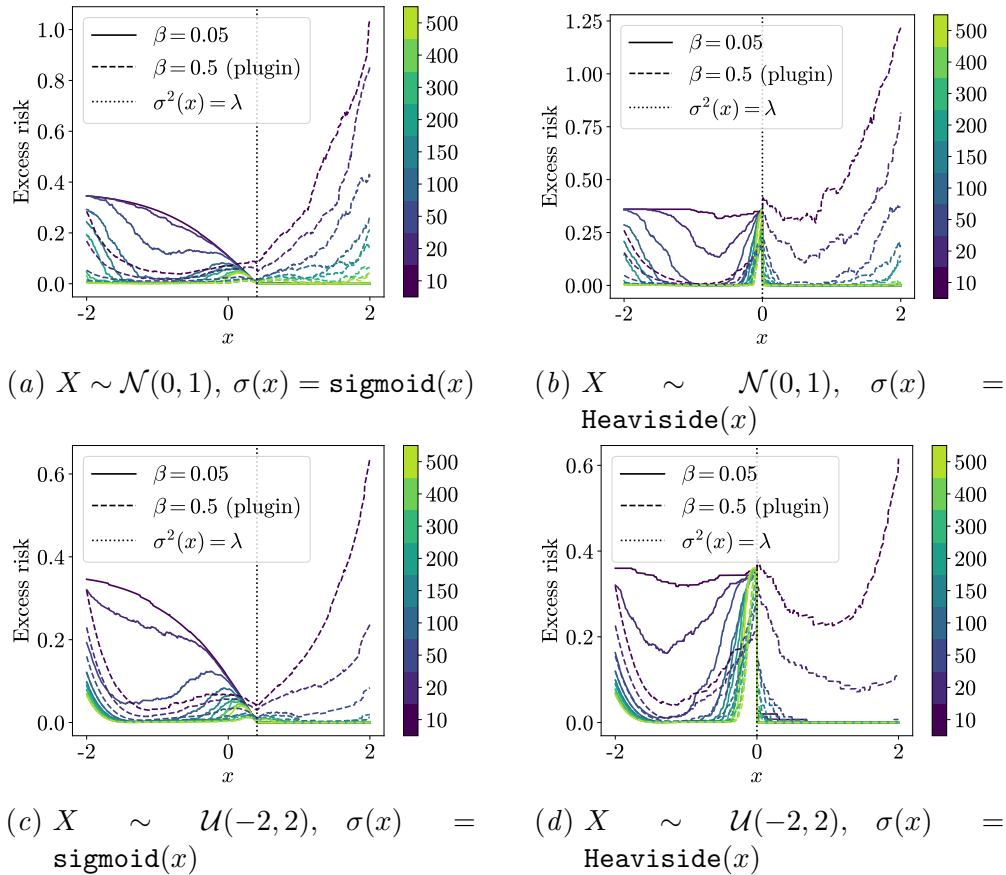 1.0
0.8
0.6
0.4
0.2
0.0
Excess risk
β = 0.05
β = 0.5 (plugin)
σ²(x) = λ
-2
0
2
x
500
400
300
200
150
100
50
20
10
(a) X ∼ N(0, 1), σ(x) = sigmoid(x)
1.25
1.00
0.75
0.50
0.25
0.00
Excess risk
β = 0.05
β = 0.5 (plugin)
σ²(x) = λ
-2
0
2
x
500
400
300
200
150
100
50
20
10
(b) X ∼ N(0, 1), σ(x) =
Heaviside(x)
0.6
0.4
0.2
0.0
Excess risk
β = 0.05
β = 0.5 (plugin)
σ²(x) = λ
-2
0
2
x
500
400
300
200
150
100
50
20
10
(c) X ∼ U(−2, 2), σ(x) =
sigmoid(x)
0.6
0.4
0.2
0.0
Excess risk
β = 0.05
β = 0.5 (plugin)
σ²(x) = λ
-2
0
2
x
500
400
300
200
150
100
50
20
10
(d) X ∼ U(−2, 2), σ(x) =
Heaviside(x)